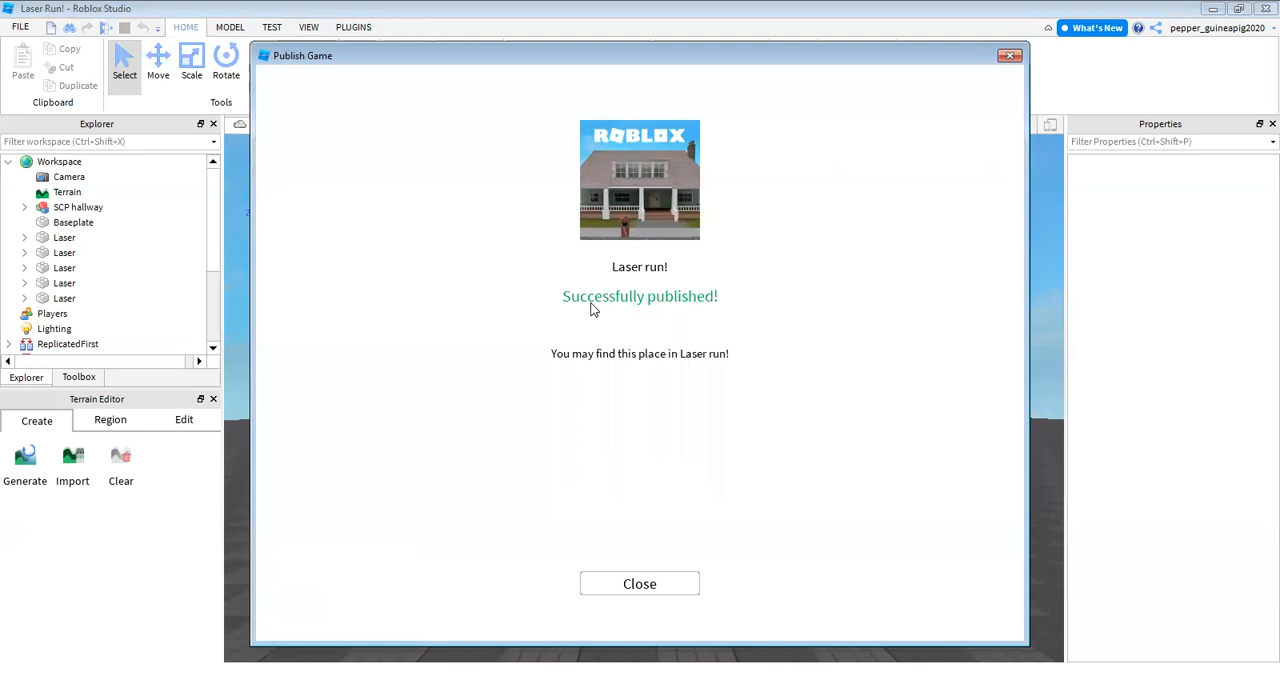 Laser Run! - Roblox Studio
FILE HOME MODEL TEST VIEW PLUGINS What's New pepper_guineapig2020
Paste Copy Cut Duplicate Select Move Scale Rotate
Clipboard Tools
Publish Game
Explorer
Filter workspace (Ctrl+Shift+X)
Workspace
Camera
Terrain
SCP hallway
Baseplate
Laser
Laser
Laser
Laser
Laser
Players
Lighting
ReplicatedFirst
Explorer Toolbox
Terrain Editor
Create Region Edit
Generate Import Clear
ROBLOX
Laser run!
Successfully published!
You may find this place in Laser run!
Close
Properties
Filter Properties (Ctrl+Shift+P)